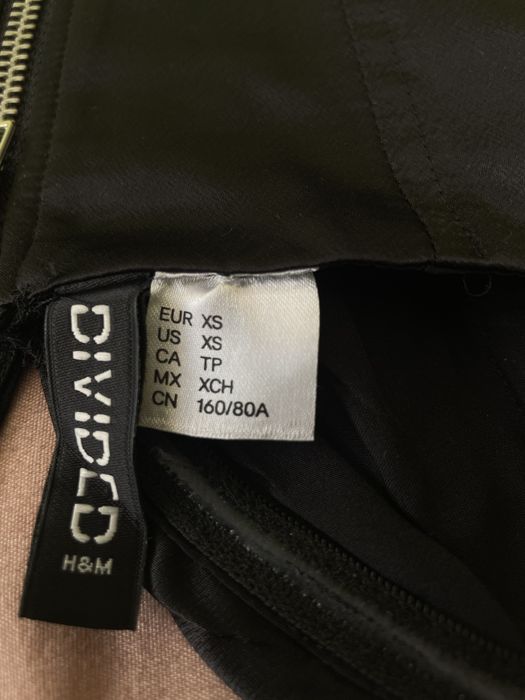 DIVIDED
H&M
EUR XS
US XS
CA TP
MX XCH
CN 160/80A